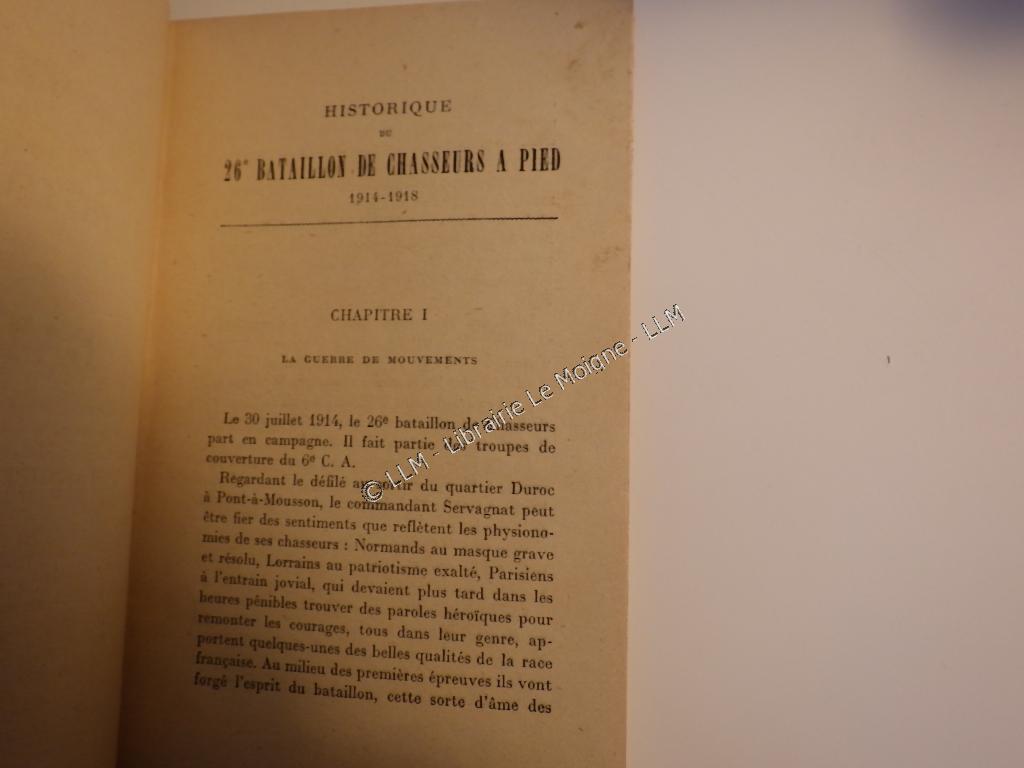 HISTORIQUE
DU
26e BATAILLON DE CHASSEURS A PIED
1914-1918
CHAPITRE I
LA GUERRE DE MOUVEMENTS
Le 30 juillet 1914, le 26e bataillon de chasseurs
part en campagne. Il fait partie des troupes de
couverture du 6e C. A.
Regardant le défilé au sortir du quartier Duroc
à Pont-à-Mousson, le commandant Servagnat peut
être fier des sentiments que reflètent les physiono-
mies de ses chasseurs : Normands au masque grave
et résolu, Lorrains au patriotisme exalté, Parisiens
à l'entrain jovial, qui devaient plus tard dans les
heures pénibles trouver des paroles héroïques pour
remonter les courages, tous dans leur genre, ap-
portent quelques-unes des belles qualités de la race
française. Au milieu des premières épreuves ils vont
forgé l'esprit du bataillon, cette sorte d'âme des
© LLM - Librairie Le Moigne - LLM